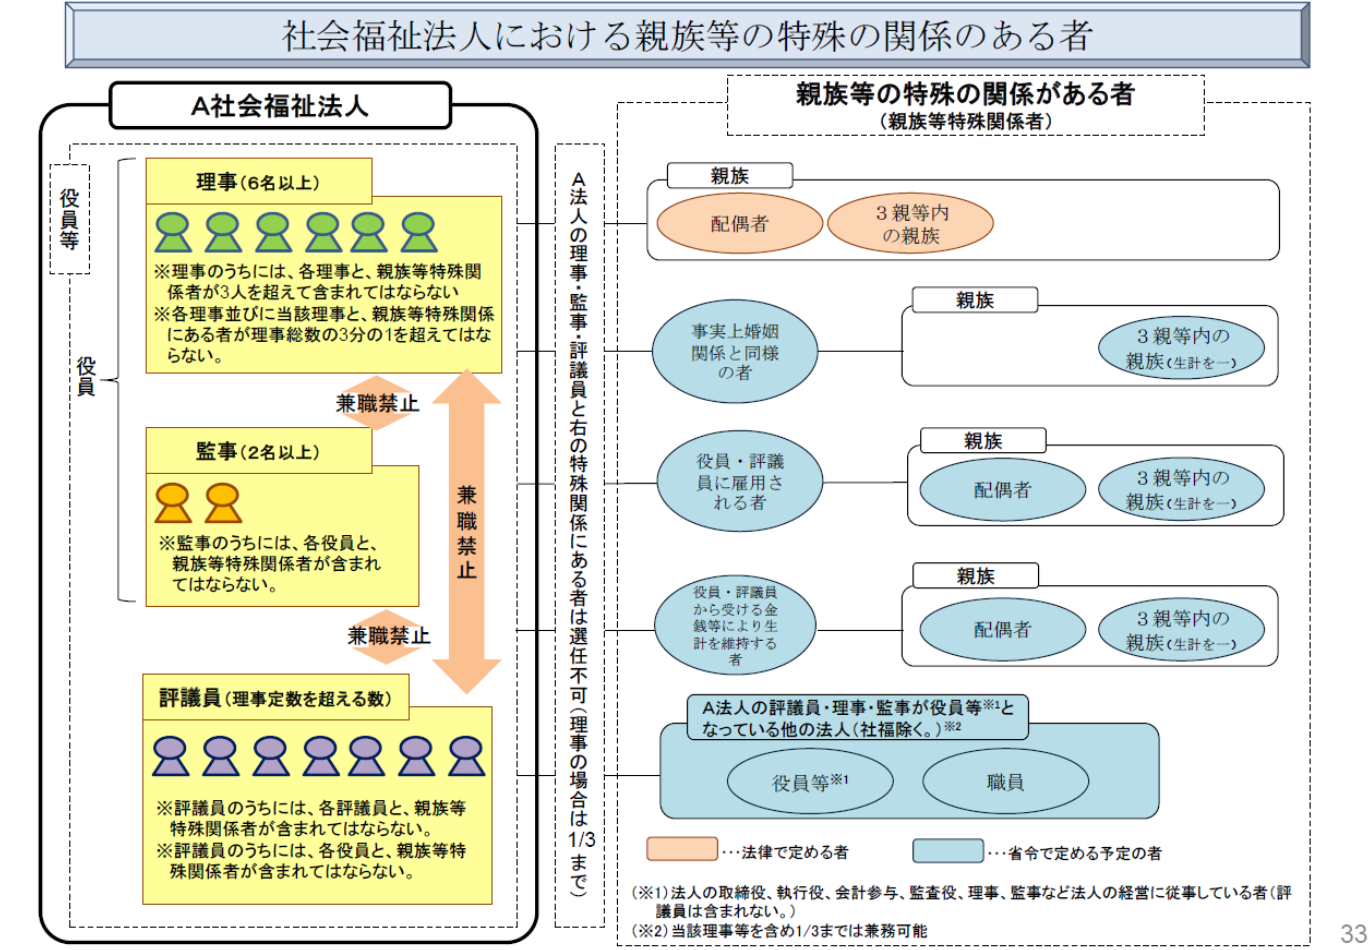 社会福祉法人における親族等の特殊の関係のある者
A社会福祉法人
役員等
役員
理事(6名以上)
※理事のうちには、各理事と、親族等特殊関
係者が3人を超えて含まれてはならない
※各理事並びに当該理事と、親族等特殊関係
にある者が理事総数の3分の1を超えてはな
らない。
兼職禁止
監事(2名以上)
※監事のうちには、各役員と、
親族等特殊関係者が含まれ
てはならない。
兼職禁止
兼職禁止
評議員(理事定数を超える数)
※評議員のうちには、各評議員と、親族等
特殊関係者が含まれてはならない。
※評議員のうちには、各役員と、親族等特
殊関係者が含まれてはならない。
A法人の理事・監事・評議員と右の特殊関係にある者は選任不可(理事の場合は1/3まで)
親族等の特殊の関係がある者
(親族等特殊関係者)
親族
配偶者
3親等内
の親族
事実上婚姻
関係と同様
の者
親族
3親等内の
親族(生計を一)
役員・評議
員に雇用さ
れる者
親族
配偶者
3親等内の
親族(生計を一)
役員・評議員
から受ける金
銭等により生
計を維持する
者
親族
配偶者
3親等内の
親族(生計を一)
A法人の評議員・理事・監事が役員等※1と
なっている他の法人(社福除く。)※2
役員等※1
職員
・・・法律で定める者
・・・省令で定める予定の者
(※1)法人の取締役、執行役、会計参与、監査役、理事、監事など法人の経営に従事している者(評
議員は含まれない。)
(※2)当該理事等を含め1/3までは兼務可能
33